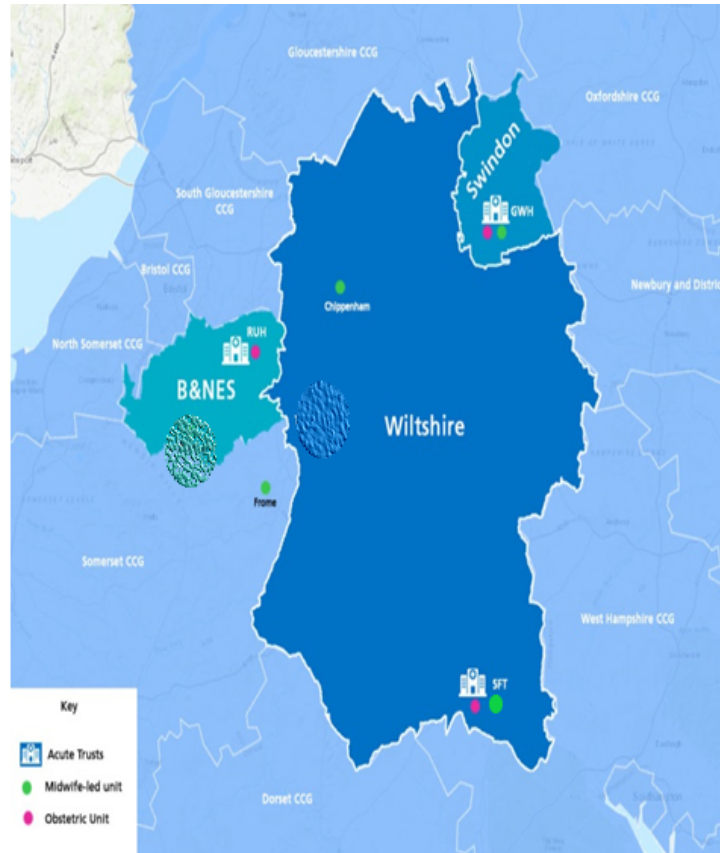 Gloucestershire CCG
Oxfordshire CCG
Swindon
South Gloucestershire
CCG
GWH
Bristol CCG
Newbury and Distric
Chippenham
North Somerset CCG
RUH
B&NES
Wiltshire
Frome
Somerset CCG
West Hampshire CCG
SFT
Dorset CCG
Key
Acute Trusts
Midwife-led unit
Obstetric Unit